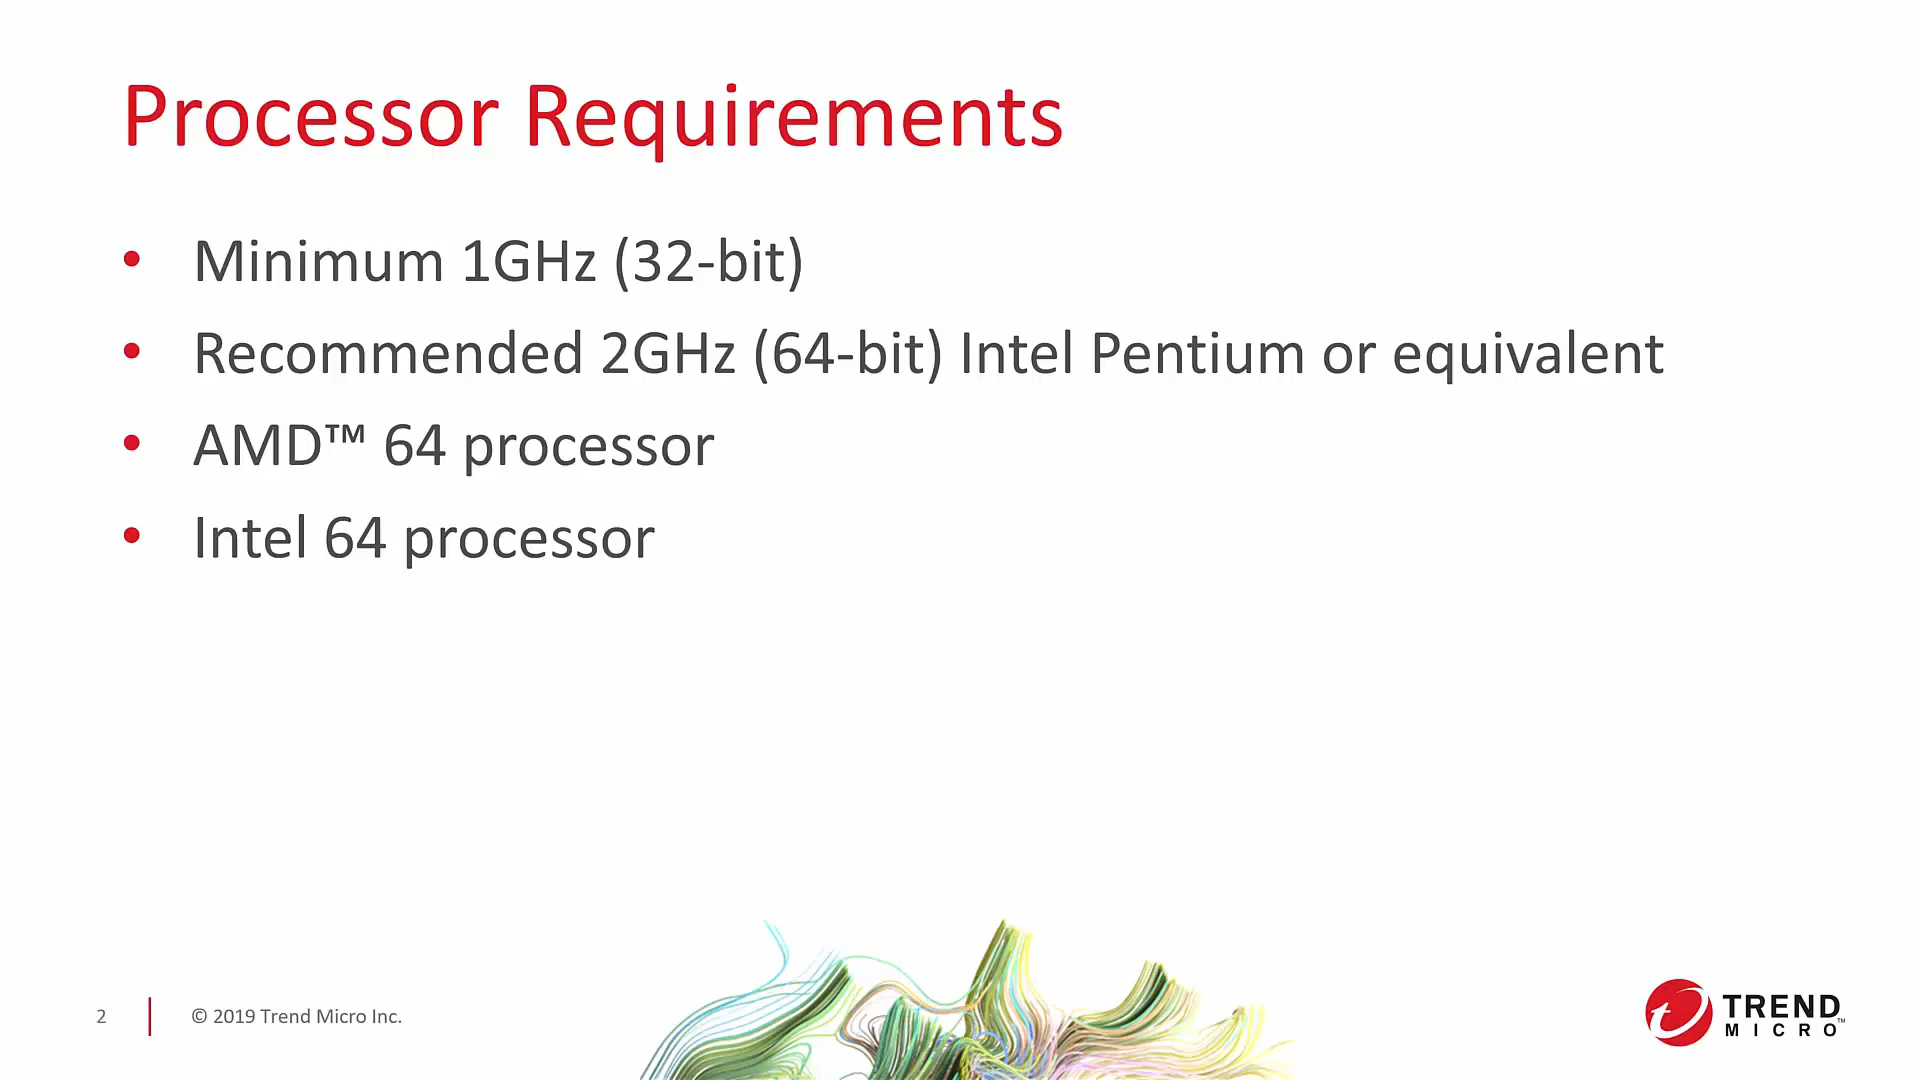 Processor Requirements
• Minimum 1GHz (32-bit)
• Recommended 2GHz (64-bit) Intel Pentium or equivalent
• AMD™ 64 processor
• Intel 64 processor
2
© 2019 Trend Micro Inc.
TREND
MICRO™